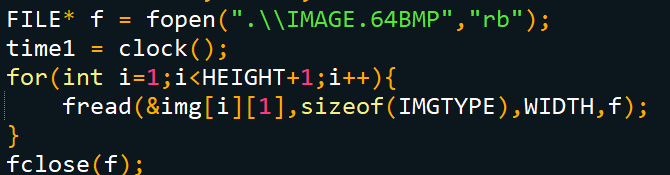 FILE* f = fopen(".\\IMAGE.64BMP","rb");
time1 = clock();
for(int i=1;i<HEIGHT+1;i++){
    fread(&img[i][1],sizeof(IMGTYPE),WIDTH,f);
}
fclose(f);